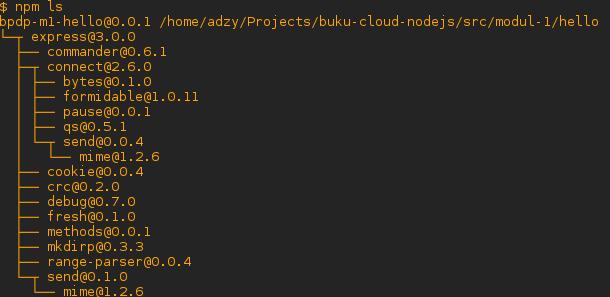 $ npm ls
bpdp-m1-hello@0.0.1 /home/adzy/Projects/buku-cloud-nodejs/src/modul-1/hello
└─┬ express@3.0.0
  ├── commander@0.6.1
  ├─┬ connect@2.6.0
  │ ├── bytes@0.1.0
  │ ├── formidable@1.0.11
  │ ├── pause@0.0.1
  │ ├── qs@0.5.1
  │ └─┬ send@0.0.4
  │   └── mime@1.2.6
  ├── cookie@0.0.4
  ├── crc@0.2.0
  ├── debug@0.7.0
  ├── fresh@0.1.0
  ├── methods@0.0.1
  ├── mkdirp@0.3.3
  ├── range-parser@0.0.4
  └─┬ send@0.1.0
    └── mime@1.2.6